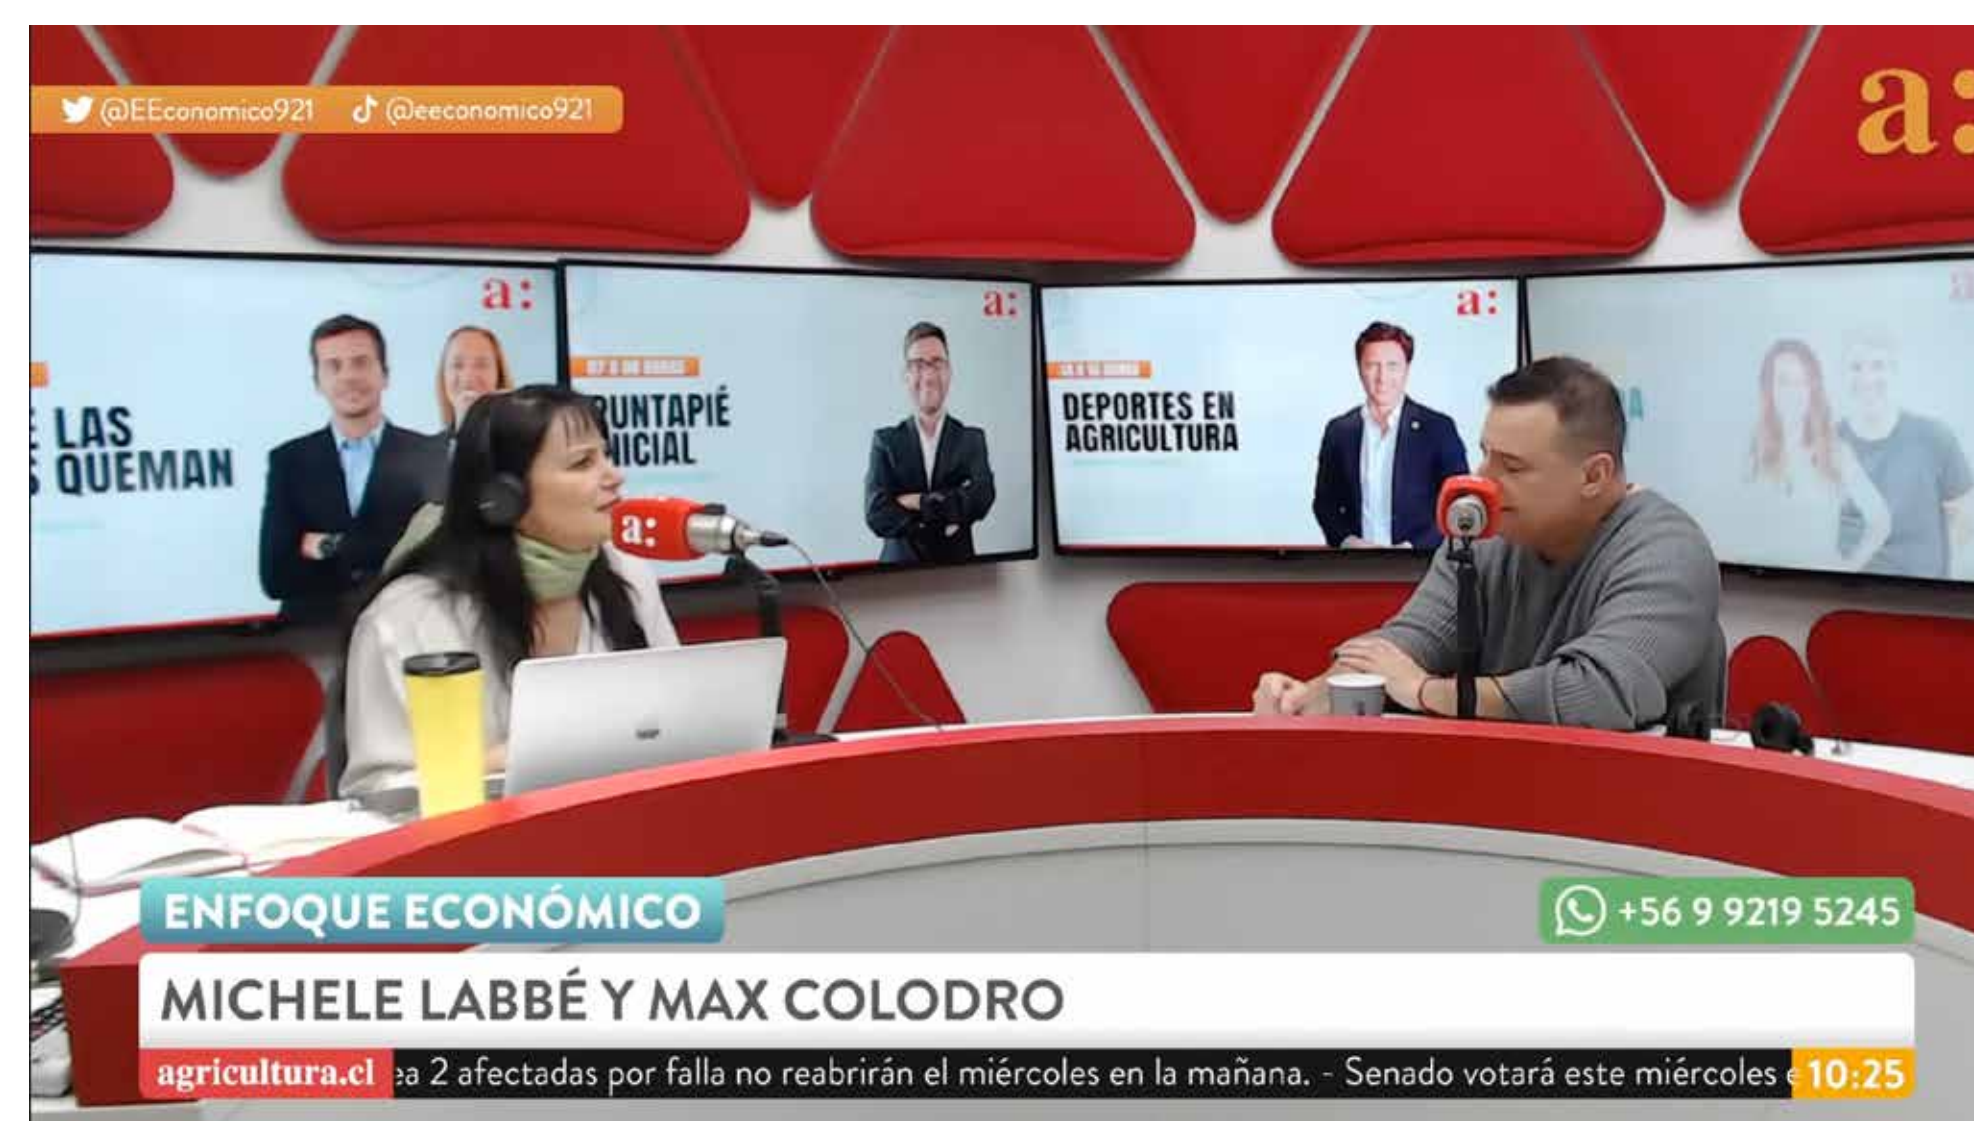 @EEconomico921 @eeconomico921
a:
a:
LAS
QUEMAN
a:
PUNTAPIÉ
INICIAL
a:
DEPORTES EN
AGRICULTURA
a:
ENFOQUE ECONÓMICO
+56 9 9219 5245
MICHELE LABBÉ Y MAX COLODRO
agricultura.cl ea 2 afectadas por falla no reabrirán el miércoles en la mañana. - Senado votará este miércoles e 10:25